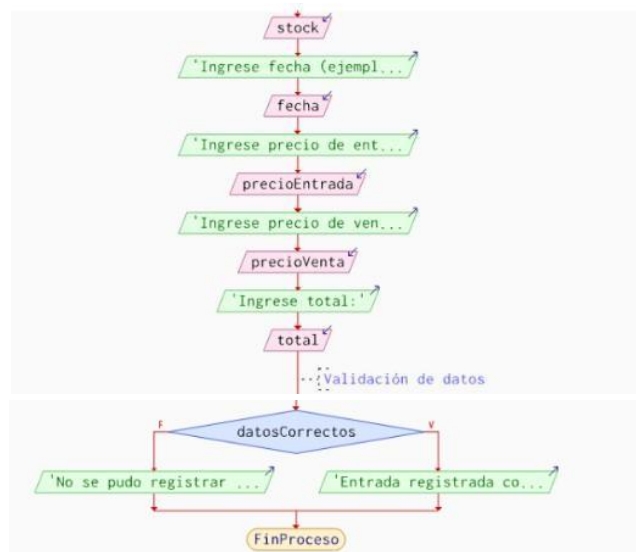 stock
'Ingrese fecha (ejempl...
fecha
'Ingrese precio de ent...
precioEntrada
'Ingrese precio de ven...
precioVenta
'Ingrese total:'
total
Validación de datos
F
V
datosCorrectos
'No se pudo registrar ...
'Entrada registrada co...
FinProceso